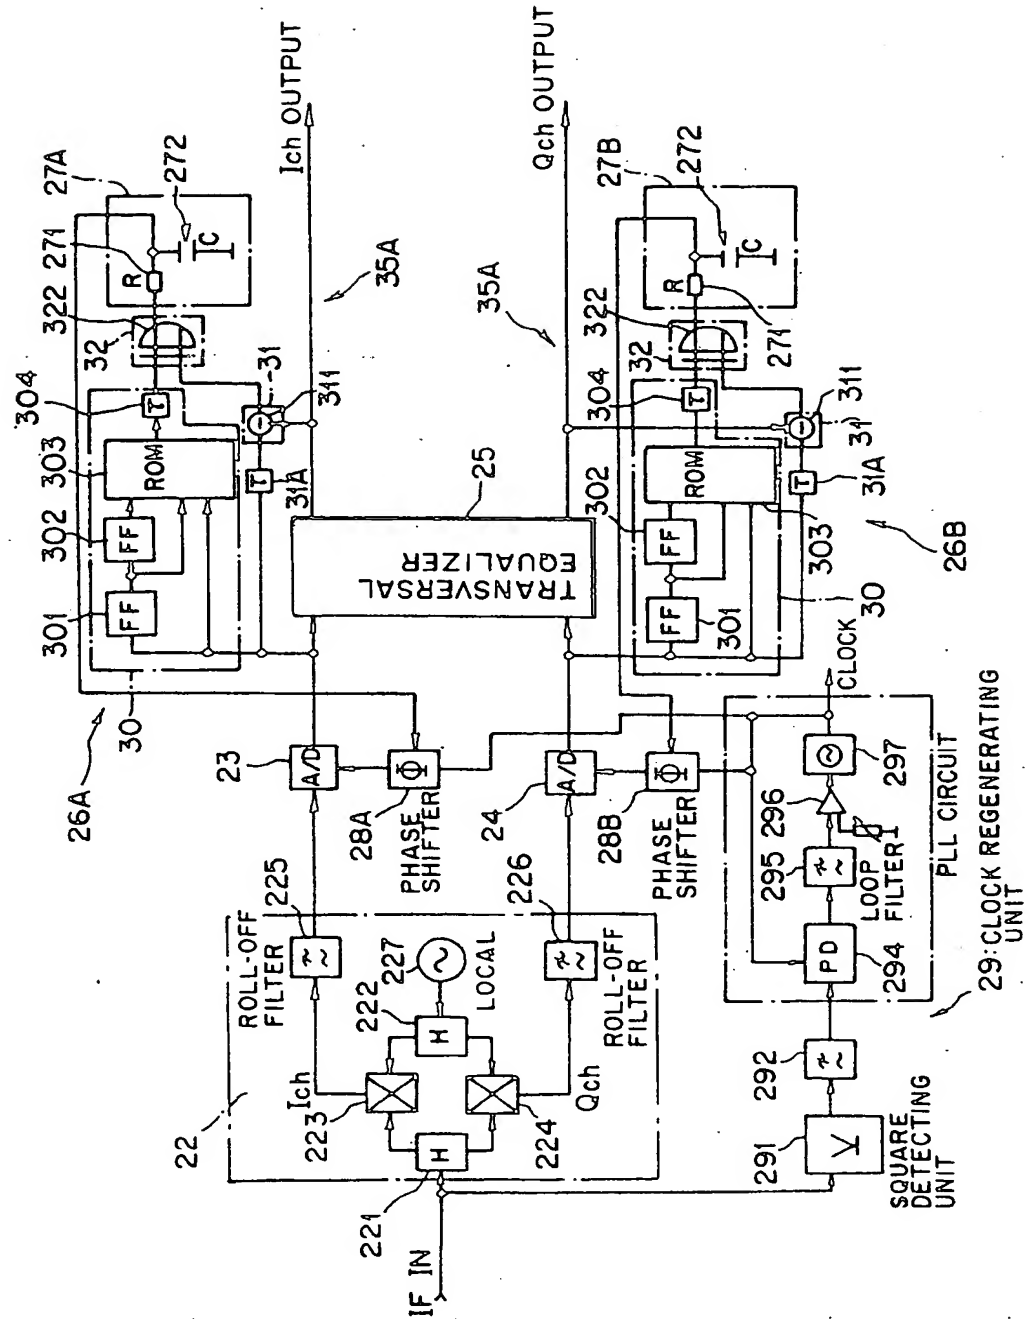 Ich OUTPUT
Qch OUTPUT
27A
272
C
271
R
322
32
304
T
303
ROM
302
FF
301
FF
30
26A
31
311
T
31A
35A
35A
25
TRANSVERSAL
EQUALIZER
27B
272
C
R
271
322
32
304
T
ROM
303
302
FF
FF
301
30
311
31
T
31A
26B
23
A/D
Φ
28A
PHASE
SHIFTER
24
A/D
Φ
28B
PHASE
SHIFTER
CLOCK
297
296
295
LOOP
FILTER
PD
294
PLL CIRCUIT
29:CLOCK REGENERATING
UNIT
292
291
SQUARE
DETECTING
UNIT
22
ROLL-OFF
FILTER
225
226
ROLL-OFF
FILTER
227
LOCAL
222
H
Ich
223
224
Qch
H
221
IF IN